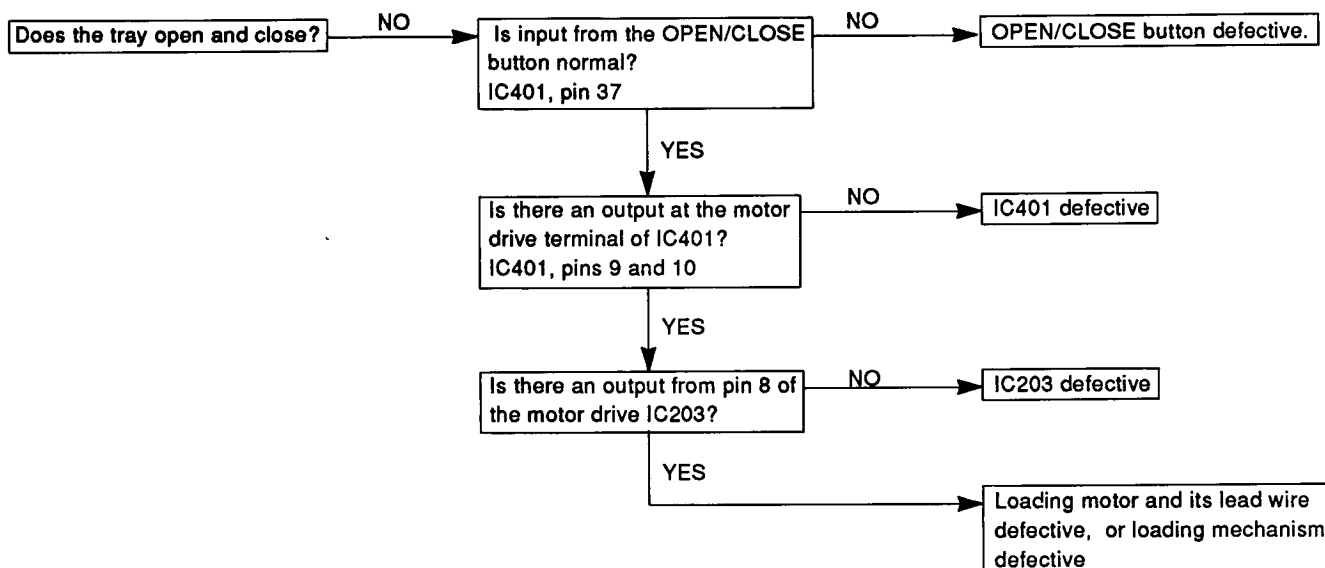 Does the tray open and close?
NO
Is input from the OPEN/CLOSE
button normal?
IC401, pin 37
NO
OPEN/CLOSE button defective.
YES
Is there an output at the motor
drive terminal of IC401?
IC401, pins 9 and 10
NO
IC401 defective
YES
Is there an output from pin 8 of
the motor drive IC203?
NO
IC203 defective
YES
Loading motor and its lead wire
defective, or loading mechanism
defective